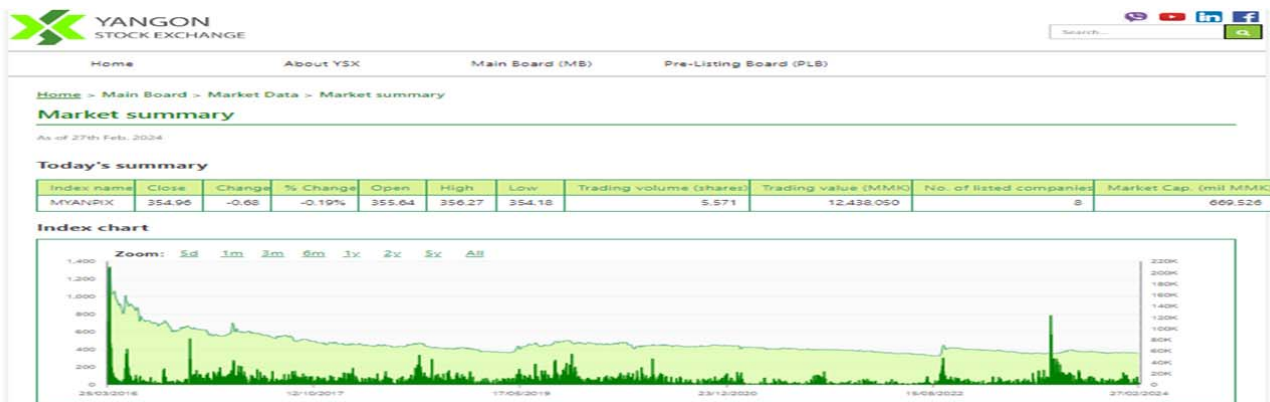 YANGON
STOCK EXCHANGE
in f
Search...
Home About YSX Main Board (MB) Pre-Listing Board (PLB)
Home > Main Board > Market Data > Market summary
Market summary
As of 27th Feb, 2024
Today's summary
Index name Close Change % Change Open High Low Trading volume (shares) Trading value (MMK) No. of listed companies Market Cap. (mil MMK
MYANPIX 354.96 -0.68 -0.19% 355.64 356.27 354.18 5,571 12,438,050 8 669,526
Index chart
Zoom: 5d 1m 3m 6m 1y 2y 5y All
1,400 220K
1,200 200K
180K
1,000 160K
140K
800 120K
600 100K
80K
400 60K
200 40K
20K
0 0
25/03/2016 12/10/2017 17/05/2019 23/12/2020 19/08/2022 27/02/2024